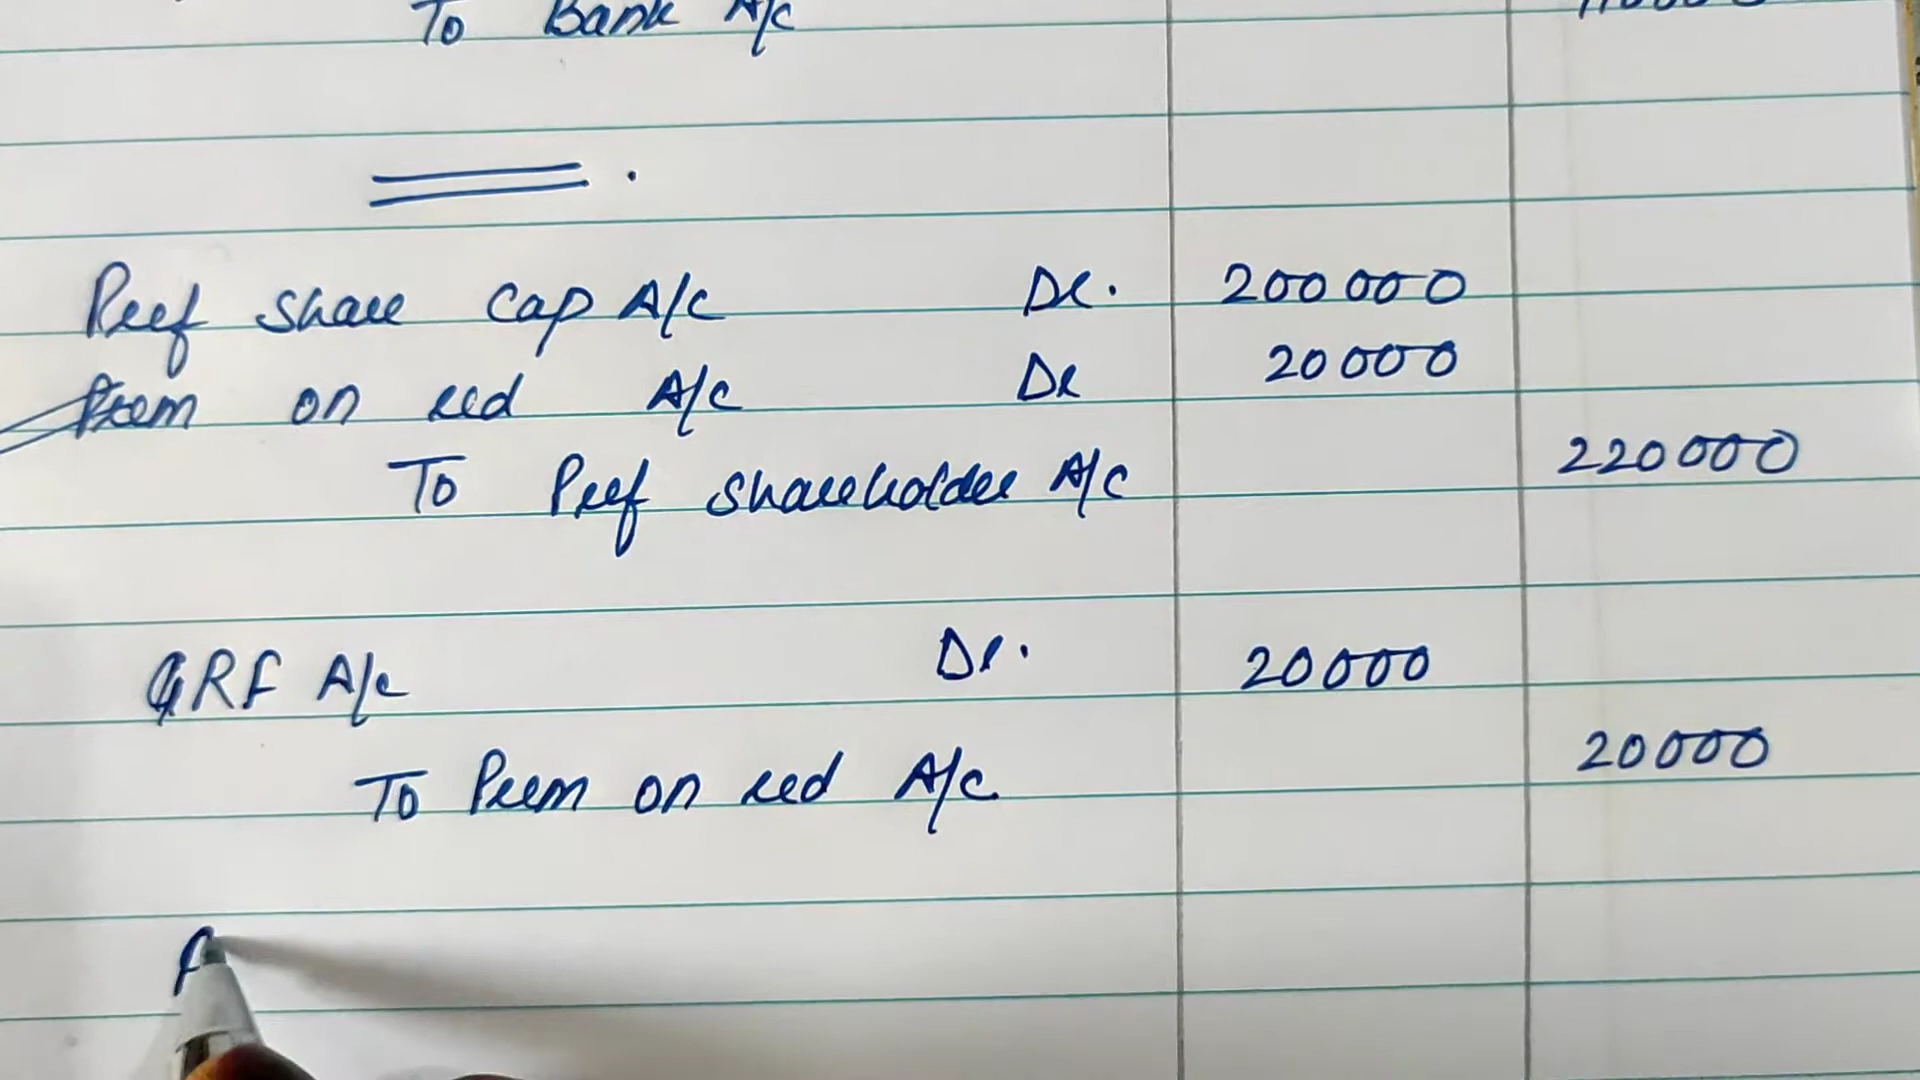 To Bank A/c
Pref share cap A/c Dr. 200000
Prem on red A/c Dr 20000
To Pref shareholder A/c 220000
GRF A/c Dr. 20000
To Prem on red A/c 20000
P